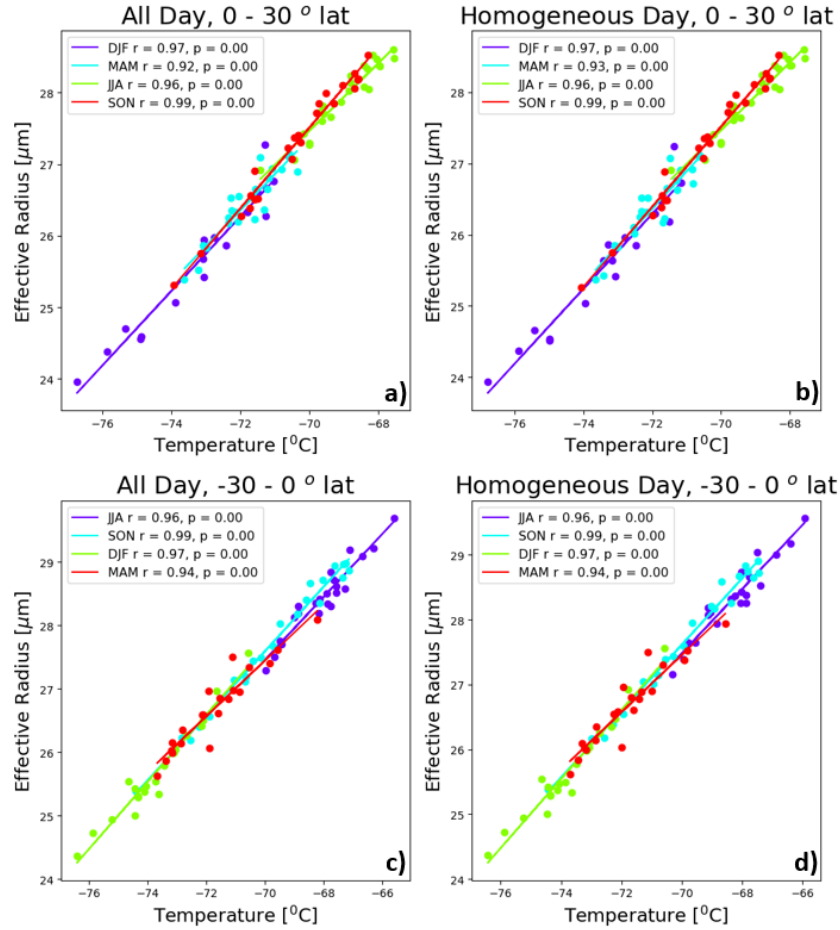 All Day, 0 - 30 ° lat
DJF r = 0.97, p = 0.00
MAM r = 0.92, p = 0.00
JJA r = 0.96, p = 0.00
SON r = 0.99, p = 0.00
Effective Radius [μm]
28
27
26
25
24
−76
−74
−72
−70
−68
Temperature [⁰C]
a)
Homogeneous Day, 0 - 30 ° lat
DJF r = 0.97, p = 0.00
MAM r = 0.93, p = 0.00
JJA r = 0.96, p = 0.00
SON r = 0.99, p = 0.00
Effective Radius [μm]
28
27
26
25
24
−76
−74
−72
−70
−68
Temperature [⁰C]
b)
All Day, -30 - 0 ° lat
JJA r = 0.96, p = 0.00
SON r = 0.99, p = 0.00
DJF r = 0.97, p = 0.00
MAM r = 0.94, p = 0.00
Effective Radius [μm]
29
28
27
26
25
24
−76
−74
−72
−70
−68
−66
Temperature [⁰C]
c)
Homogeneous Day, -30 - 0 ° lat
JJA r = 0.96, p = 0.00
SON r = 0.99, p = 0.00
DJF r = 0.97, p = 0.00
MAM r = 0.94, p = 0.00
Effective Radius [μm]
29
28
27
26
25
24
−76
−74
−72
−70
−68
−66
Temperature [⁰C]
d)